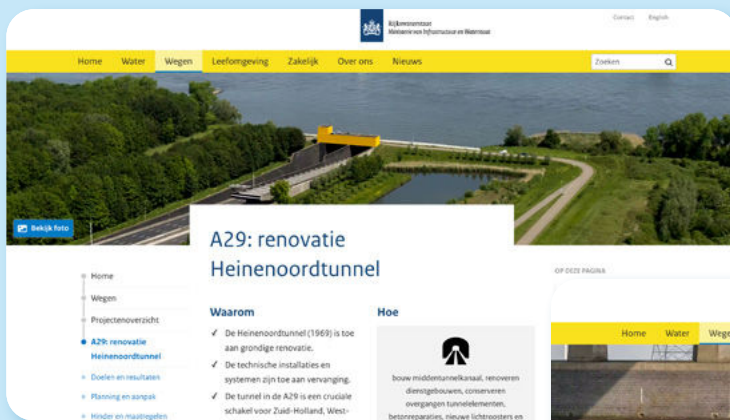 Rijkswaterstaat
Ministerie van Infrastructuur en Waterstaat
Contact English
Home Water Wegen Leefomgeving Zakelijk Over ons Nieuws
Zoeken
Bekijk foto
A29: renovatie
Heinenoordtunnel
Home
Wegen
Projectenoverzicht
A29: renovatie
Heinenoordtunnel
Doelen en resultaten
Planning en aanpak
Hinder en maatregelen
Waarom
✓ De Heinenoordtunnel (1969) is toe
aan grondige renovatie.
✓ De technische installaties en
systemen zijn toe aan vervanging.
✓ De tunnel in de A29 is een cruciale
schakel voor Zuid-Holland, West-
Hoe
bouw middentunnelkanaal, renoveren
dienstgebouwen, conserveren
overgangen tunnelelementen,
betonreparaties, nieuwe lichtroosters en
OP DEZE PAGINA
Home Water Wege